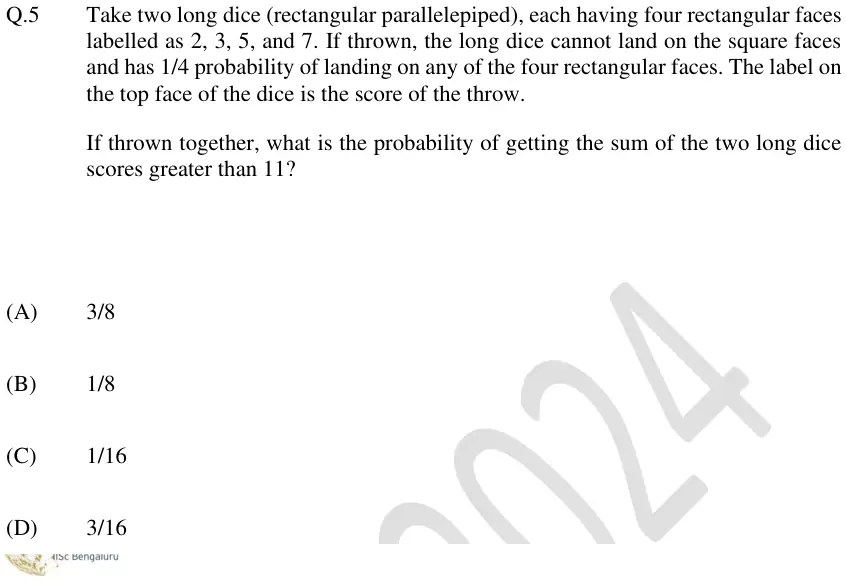 Q.5 Take two long dice (rectangular parallelepiped), each having four rectangular faces
labelled as 2, 3, 5, and 7. If thrown, the long dice cannot land on the square faces
and has 1/4 probability of landing on any of the four rectangular faces. The label on
the top face of the dice is the score of the throw.
If thrown together, what is the probability of getting the sum of the two long dice
scores greater than 11?
(A) 3/8
(B) 1/8
(C) 1/16
(D) 3/16
2024
IISc Bengaluru